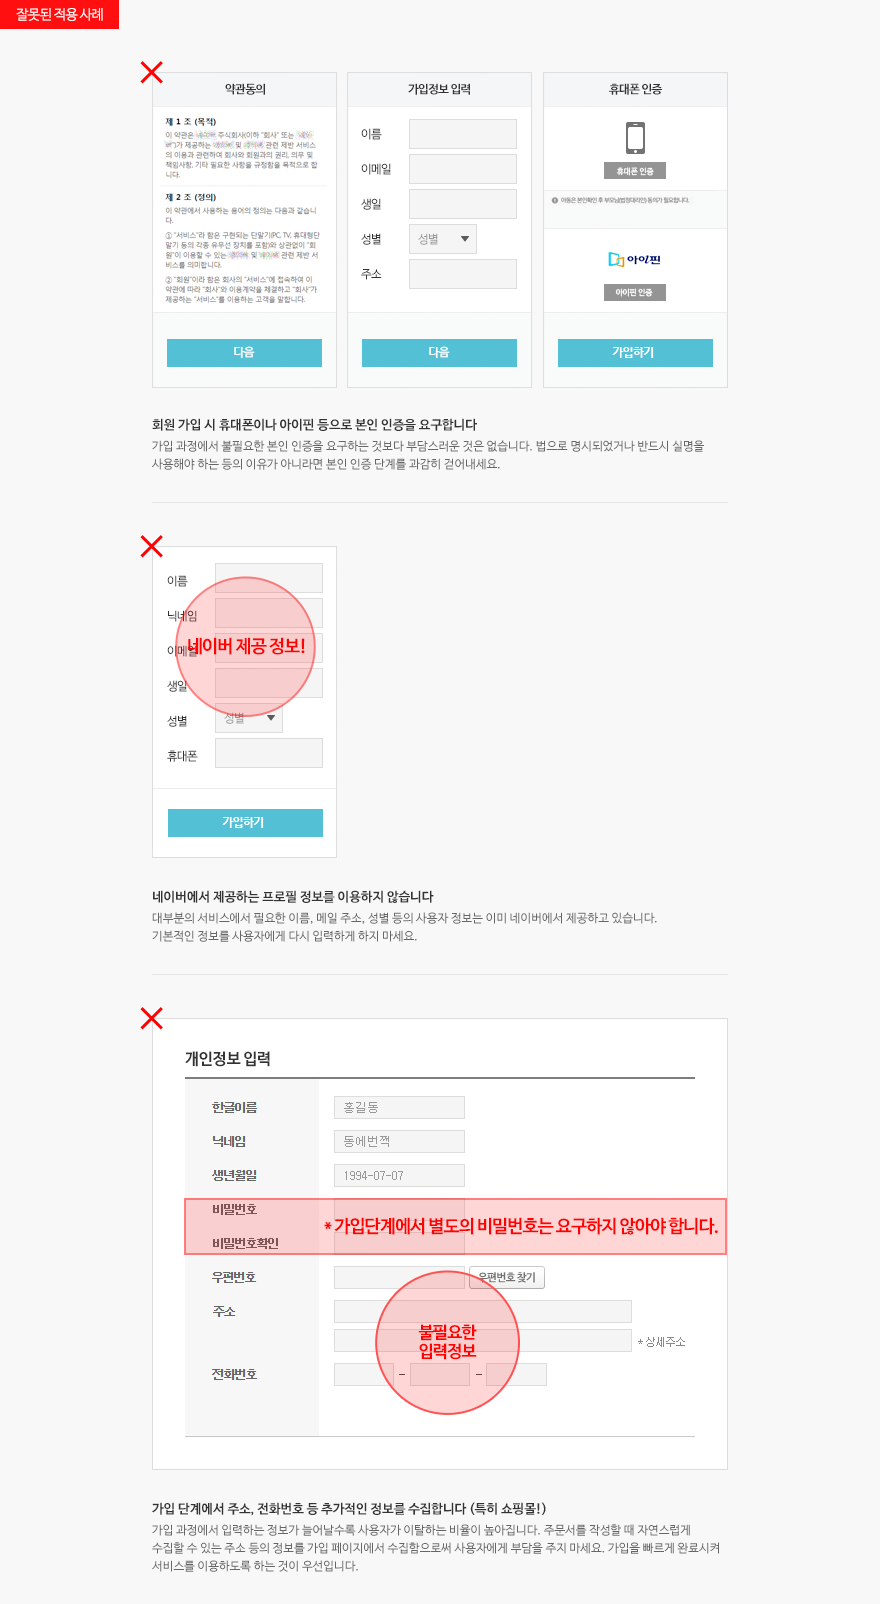 잘못된 적용 사례
약관동의
제 1 조 (목적)
이 약관은 주식회사(이하 "회사" 또는
")가 제공하는 및 관련 제반 서비스
의 이용과 관련하여 회사와 회원과의 권리, 의무 및
책임사항, 기타 필요한 사항을 규정함을 목적으로 합
니다.
제 2 조 (정의)
이 약관에서 사용하는 용어의 정의는 다음과 같습니
다.
① "서비스"라 함은 구현되는 단말기(PC, TV, 휴대형단
말기 등의 각종 유무선 장치를 포함)와 상관없이 "회
원"이 이용할 수 있는 및 관련 제반 서
비스를 의미합니다.
② "회원"이라 함은 회사의 "서비스"에 접속하여 이
약관에 따라 "회사"와 이용계약을 체결하고 "회사"가
제공하는 "서비스"를 이용하는 고객을 말합니다.
다음
가입정보 입력
이름
이메일
생일
성별 성별
주소
다음
휴대폰 인증
휴대폰 인증
아동은 본인확인 후 부모님(법정대리인) 동의가 필요합니다.
아이핀
아이핀 인증
가입하기
회원 가입 시 휴대폰이나 아이핀 등으로 본인 인증을 요구합니다
가입 과정에서 불필요한 본인 인증을 요구하는 것보다 부담스러운 것은 없습니다. 법으로 명시되었거나 반드시 실명을
사용해야 하는 등의 이유가 아니라면 본인 인증 단계를 과감히 걷어내세요.
이름
닉네임
이메일
네이버 제공 정보!
생일
성별 성별
휴대폰
가입하기
네이버에서 제공하는 프로필 정보를 이용하지 않습니다
대부분의 서비스에서 필요한 이름, 메일 주소, 성별 등의 사용자 정보는 이미 네이버에서 제공하고 있습니다.
기본적인 정보를 사용자에게 다시 입력하게 하지 마세요.
개인정보 입력
한글이름 홍길동
닉네임 동에번쩍
생년월일 1994-07-07
비밀번호
* 가입단계에서 별도의 비밀번호는 요구하지 않아야 합니다.
비밀번호확인
우편번호 우편번호 찾기
주소
불필요한
입력정보
* 상세주소
전화번호 - -
가입 단계에서 주소, 전화번호 등 추가적인 정보를 수집합니다 (특히 쇼핑몰!)
가입 과정에서 입력하는 정보가 늘어날수록 사용자가 이탈하는 비율이 높아집니다. 주문서를 작성할 때 자연스럽게
수집할 수 있는 주소 등의 정보를 가입 페이지에서 수집함으로써 사용자에게 부담을 주지 마세요. 가입을 빠르게 완료시켜
서비스를 이용하도록 하는 것이 우선입니다.